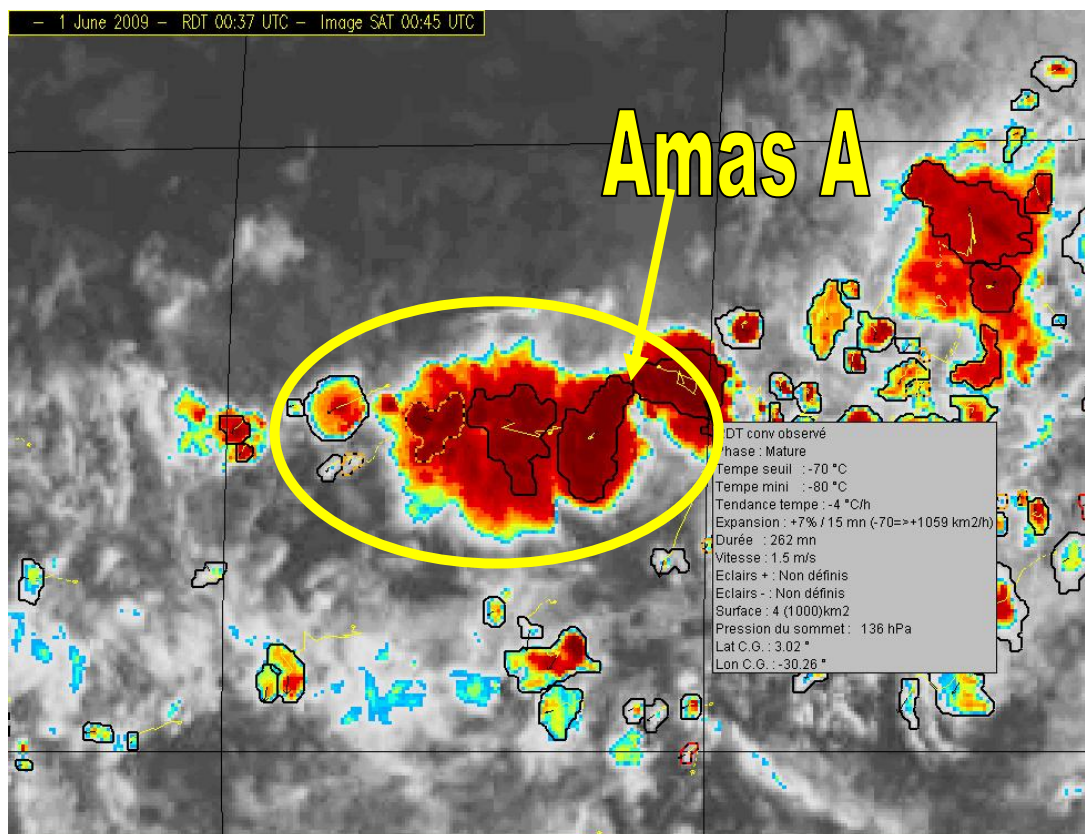 - 1 June 2009 - RDT 00:37 UTC - Image SAT 00:45 UTC
Amas A
RDT conv observé
Phase : Mature
Tempe seuil : -70 °C
Tempe mini : -80 °C
Tendance tempe : -4 °C/h
Expansion : +7% / 15 mn (-70=>+1059 km2/h)
Durée : 262 mn
Vitesse : 1.5 m/s
Eclairs + : Non définis
Eclairs - : Non définis
Surface : 4 (1000)km2
Pression du sommet : 136 hPa
Lat C.G. : 3.02 °
Lon C.G. : -30.26 °